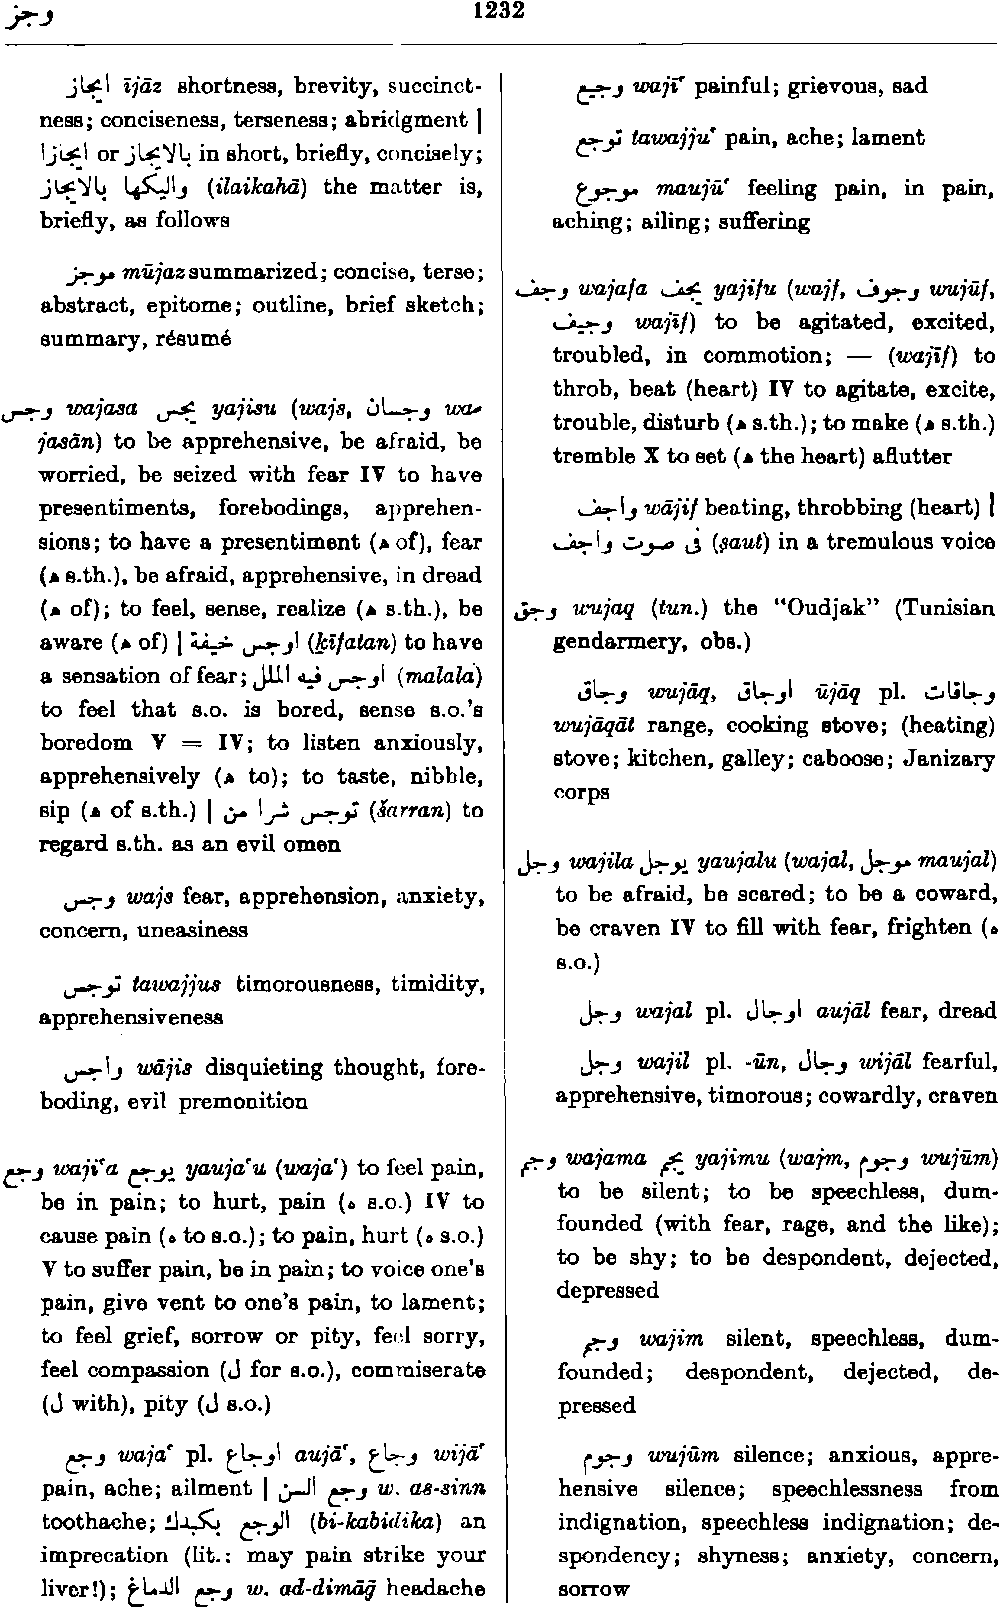 وجز
1232
ايجاز ījāz shortness, brevity, succinct-
ness; conciseness, terseness; abridgment |
ايجازا or بالايجاز in short, briefly, concisely;
واليكها بالايجاز (ilaikahā) the matter is,
briefly, as follows
موجز mūjaz summarized; concise, terse;
abstract, epitome; outline, brief sketch;
summary, résumé
وجس wajasa يجس yajisu (wajs, وجسان wa-
jasān) to be apprehensive, be afraid, be
worried, be seized with fear IV to have
presentiments, forebodings, apprehen-
sions; to have a presentiment (ه of), fear
(ه s.th.), be afraid, apprehensive, in dread
(ه of); to feel, sense, realize (ه s.th.), be
aware (ه of) | اوجس خيفة (ḵīfatan) to have
a sensation of fear; اوجس فيه الملل (malala)
to feel that s.o. is bored, sense s.o.'s
boredom V = IV; to listen anxiously,
apprehensively (ه to); to taste, nibble,
sip (ه of s.th.) | توجس شرا من (šarran) to
regard s.th. as an evil omen
وجس wajs fear, apprehension, anxiety,
concern, uneasiness
توجس tawajjus timorousness, timidity,
apprehensiveness
واجس wājis disquieting thought, fore-
boding, evil premonition
وجع waji‘a يوجع yauja‘u (waja‘) to feel pain,
be in pain; to hurt, pain (ه s.o.) IV to
cause pain (ه to s.o.); to pain, hurt (ه s.o.)
V to suffer pain, be in pain; to voice one's
pain, give vent to one's pain, to lament;
to feel grief, sorrow or pity, feel sorry,
feel compassion (ل for s.o.), commiserate
(ل with), pity (ل s.o.)
وجع waja‘ pl. اوجاع aujā‘, وجاع wijā‘
pain, ache; ailment | وجع السن w. as-sinn
toothache; الوجع بكبدك (bi-kabidika) an
imprecation (lit.: may pain strike your
liver!); وجع الدماغ w. ad-dimāḡ headache
وجيع wajī‘ painful; grievous, sad
توجع tawajju‘ pain, ache; lament
موجوع maujū‘ feeling pain, in pain,
aching; ailing; suffering
وجف wajafa يجف yajifu (wajf, وجوف wujūf,
وجيف wajīf) to be agitated, excited,
troubled, in commotion; — (wajīf) to
throb, beat (heart) IV to agitate, excite,
trouble, disturb (ه s.th.); to make (ه s.th.)
tremble X to set (ه the heart) aflutter
واجف wājif beating, throbbing (heart) |
فى صوت واجف (ṣaut) in a tremulous voice
وجق wujaq (tun.) the “Oudjak” (Tunisian
gendarmery, obs.)
وجاق wujāq, اوجاق ūjāq pl. وجاقات
wujāqāt range, cooking stove; (heating)
stove; kitchen, galley; caboose; Janizary
corps
وجل wajila يوجل yaujalu (wajal, موجل maujal)
to be afraid, be scared; to be a coward,
be craven IV to fill with fear, frighten (ه
s.o.)
وجل wajal pl. اوجال aujāl fear, dread
وجل wajil pl. -ūn, وجال wijāl fearful,
apprehensive, timorous; cowardly, craven
وجم wajama يجم yajimu (wajm, وجوم wujūm)
to be silent; to be speechless, dum-
founded (with fear, rage, and the like);
to be shy; to be despondent, dejected,
depressed
وجم wajim silent, speechless, dum-
founded; despondent, dejected, de-
pressed
وجوم wujūm silence; anxious, appre-
hensive silence; speechlessness from
indignation, speechless indignation; de-
spondency; shyness; anxiety, concern,
sorrow